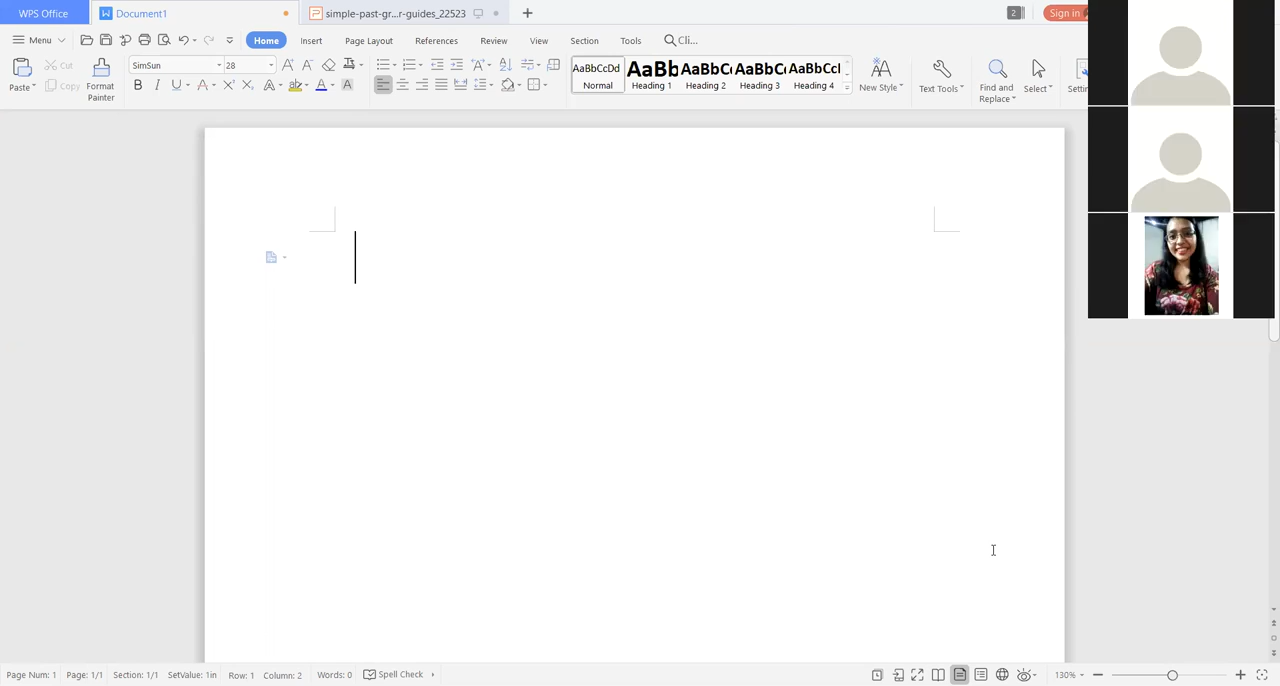 WPS Office Document1 simple-past-gr...r-guides_22523 2 Sign in
Menu Home Insert Page Layout References Review View Section Tools Cli...
Paste Cut Copy Format Painter SimSun 28 AaBbCcDd Normal AaBb Heading 1 AaBbC Heading 2 AaBbC Heading 3 AaBbCcI Heading 4 New Style Text Tools Find and Replace Select
Page Num: 1 Page: 1/1 Section: 1/1 SetValue: 1in Row: 1 Column: 2 Words: 0 Spell Check 130%